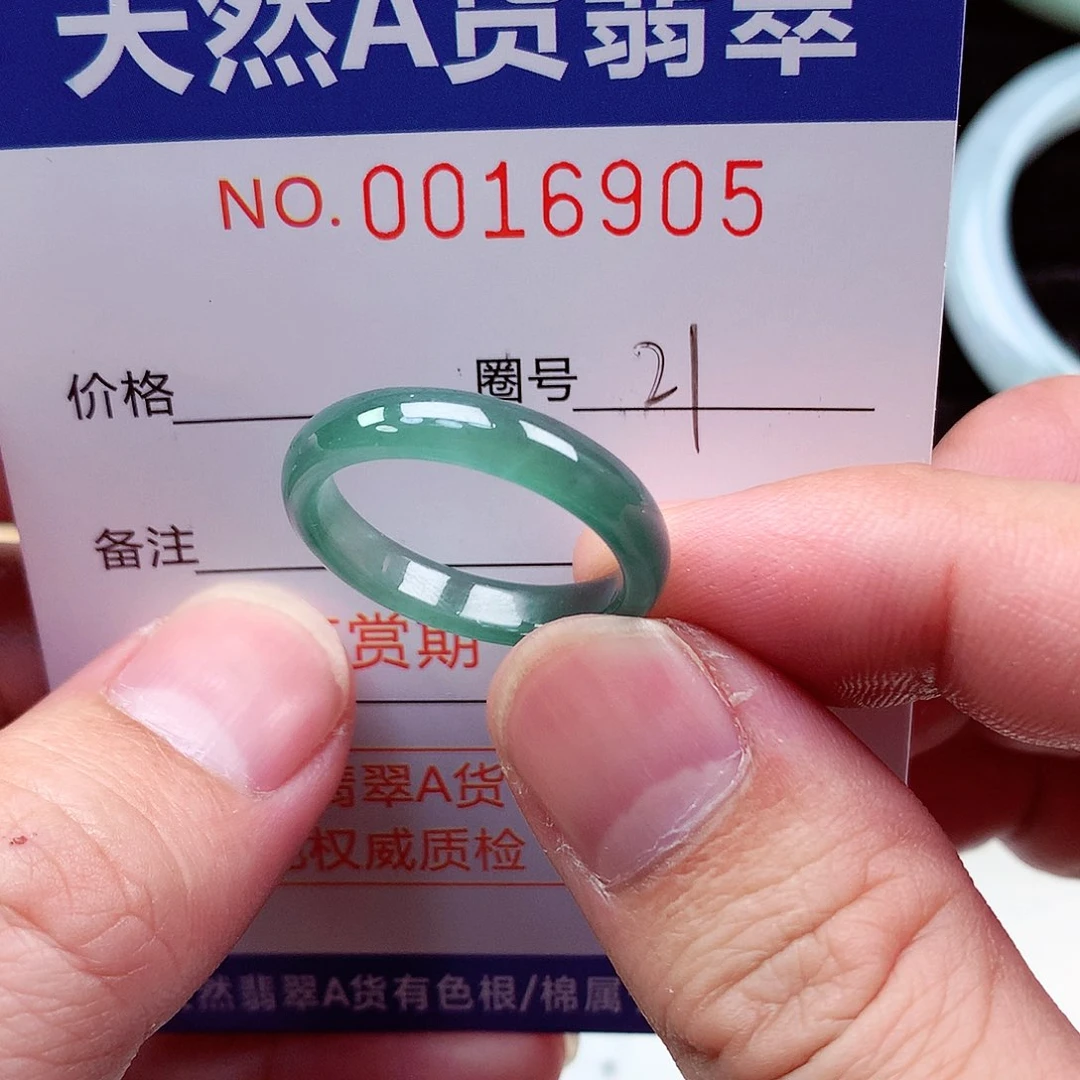 天然A货翡翠
NO.0016905
价格 圈号 21
备注
赏期
翡翠A货
权威质检
然翡翠A货有色根/棉属